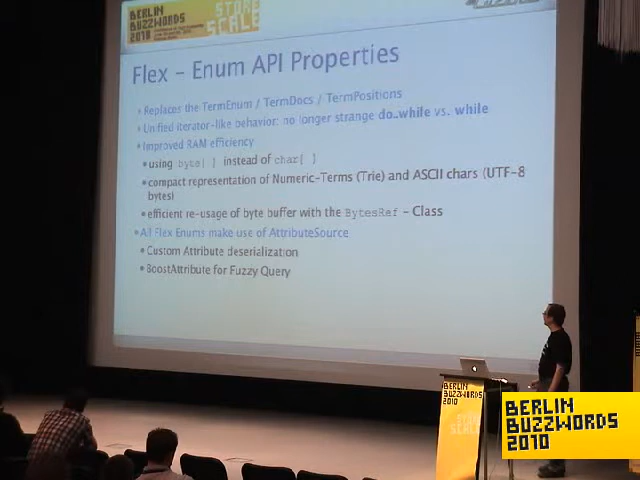 BERLIN
BUZZWORDS
2010
STORE
SCALE
Flex – Enum API Properties
Replaces the TermEnum / TermDocs / TermPositions
Unified iterator-like behavior: no longer strange do..while vs. while
Improved RAM efficiency
using byte[ ] instead of char[ ]
compact representation of Numeric-Terms (Trie) and ASCII chars (UTF-8
bytes)
efficient re-usage of byte buffer with the BytesRef – Class
All Flex Enums make use of AttributeSource
Custom Attribute deserialization
BoostAttribute for Fuzzy Query
BERLIN
BUZZWORDS
2010
SCALE
BERLIN
BUZZWORDS
2010